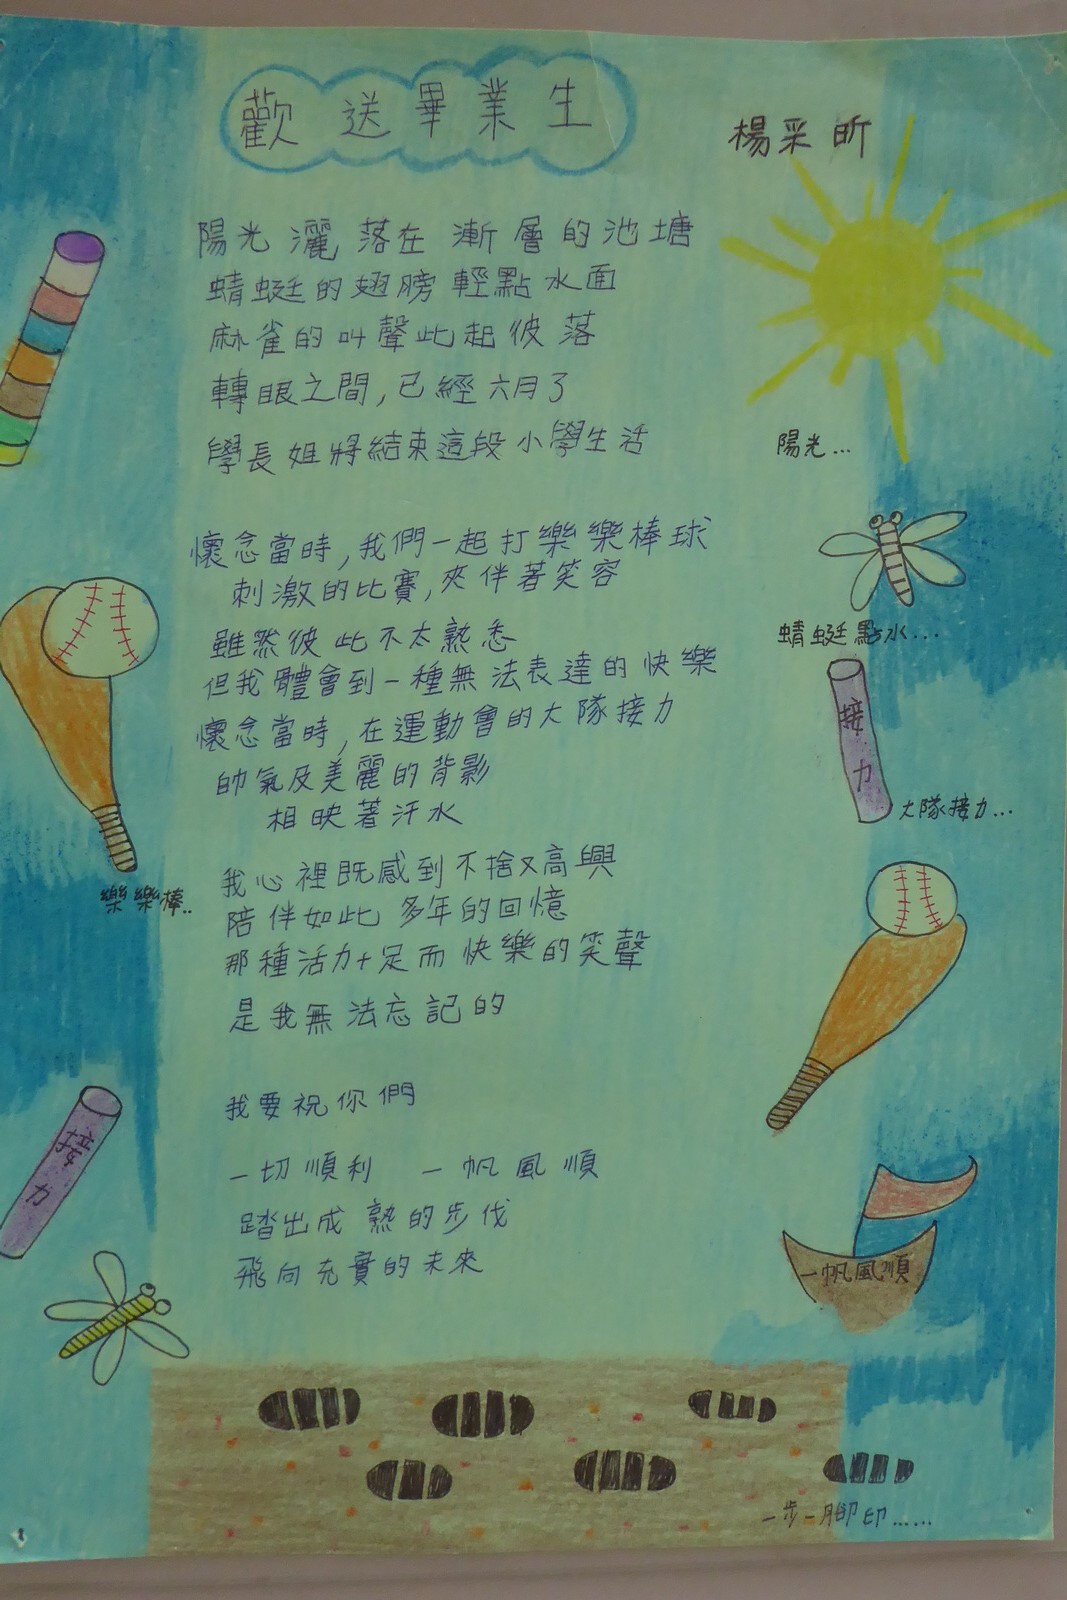 歡送畢業生
楊采昕
陽光灑落在漸層的池塘
蜻蜓的翅膀輕點水面
麻雀的叫聲此起彼落
轉眼之間,已經六月了
學長姐將結束這段小學生活
陽光...
懷念當時,我們一起打樂樂棒球
刺激的比賽,夾伴著笑容
雖然彼此不太熟悉
但我體會到一種無法表達的快樂
懷念當時,在運動會的大隊接力
帥氣及美麗的背影
相映著汗水
蜻蜓點水...
接力
大隊接力...
樂樂棒..
我心裡既感到不捨又高興
陪伴如此多年的回憶
那種活力十足而快樂的笑聲
是我無法忘記的
我要祝你們
一切順利 一帆風順
踏出成熟的步伐
飛向充實的未來
接力
一帆風順
一步一腳印......